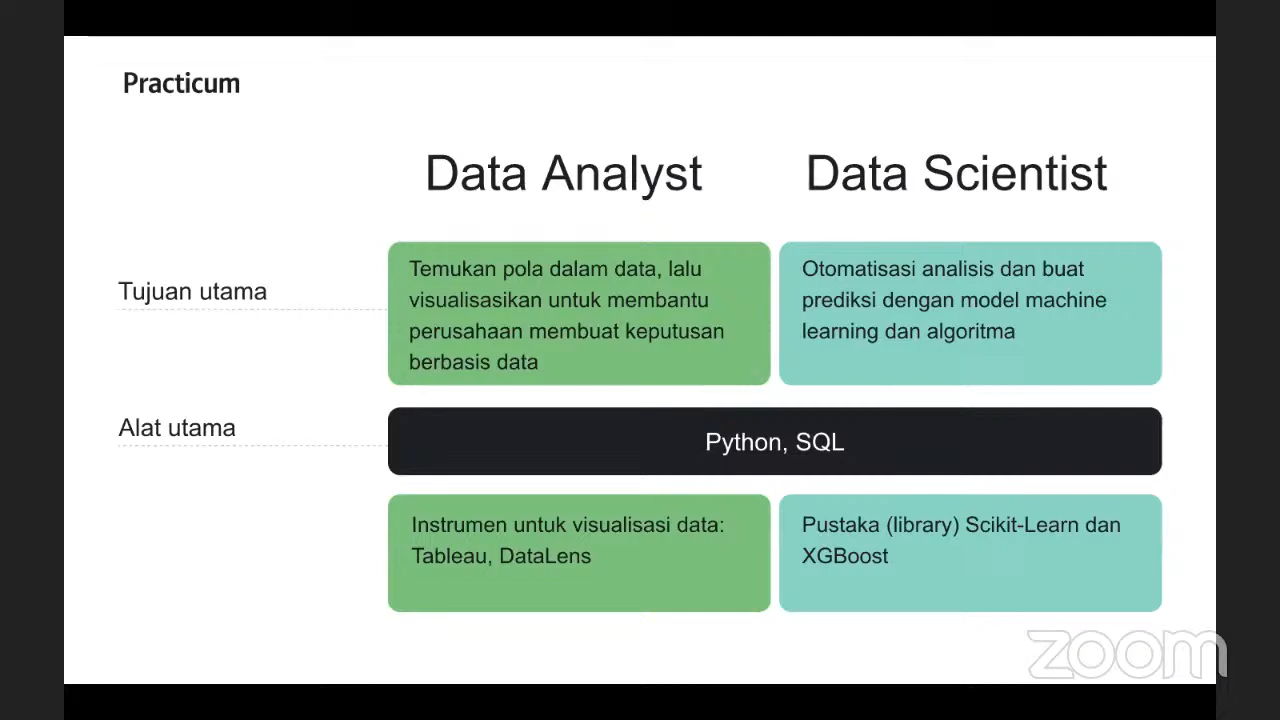 Practicum
Data Analyst
Data Scientist
Tujuan utama
Temukan pola dalam data, lalu
visualisasikan untuk membantu
perusahaan membuat keputusan
berbasis data
Otomatisasi analisis dan buat
prediksi dengan model machine
learning dan algoritma
Alat utama
Python, SQL
Instrumen untuk visualisasi data:
Tableau, DataLens
Pustaka (library) Scikit-Learn dan
XGBoost
zoom